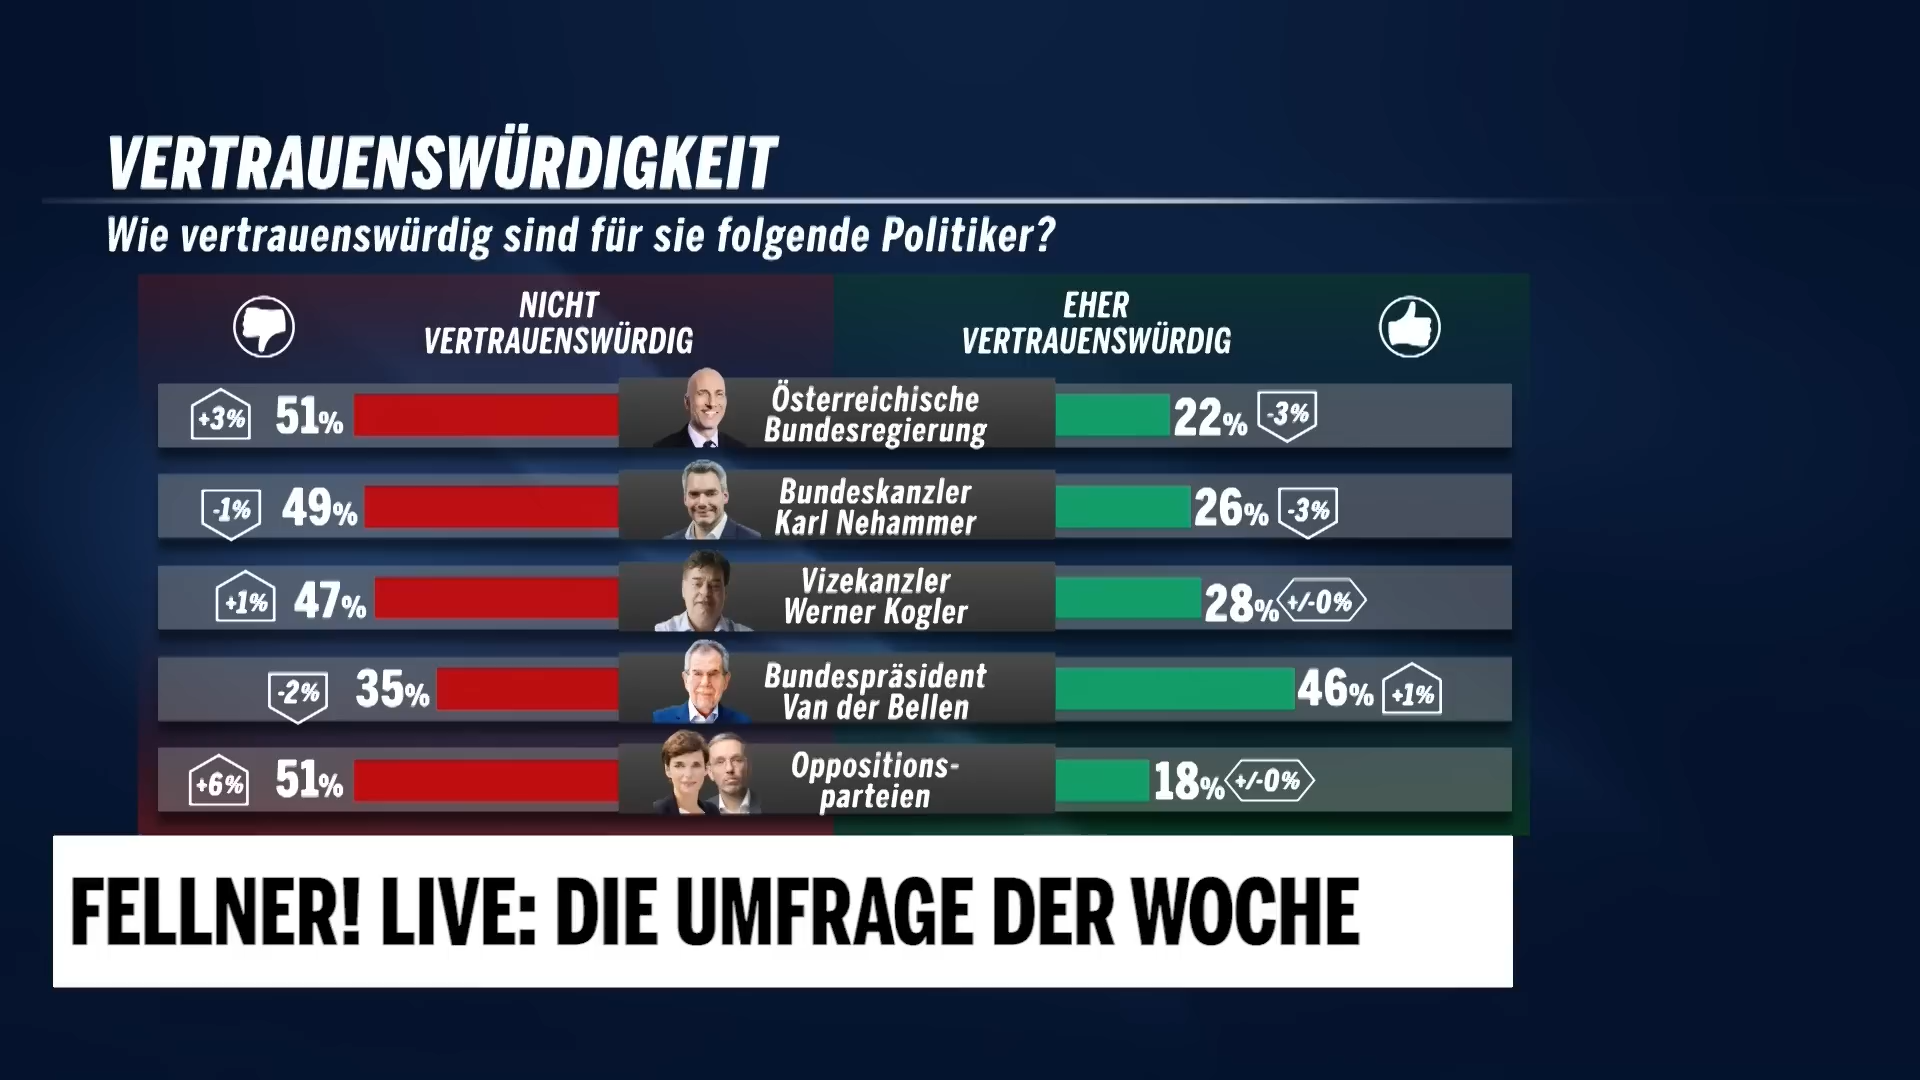 VERTRAUENSWÜRDIGKEIT
Wie vertrauenswürdig sind für sie folgende Politiker?
NICHT
VERTRAUENSWÜRDIG
EHER
VERTRAUENSWÜRDIG
+3% 51% Österreichische
Bundesregierung 22% -3%
-1% 49% Bundeskanzler
Karl Nehammer 26% -3%
+1% 47% Vizekanzler
Werner Kogler 28% +/-0%
-2% 35% Bundespräsident
Van der Bellen 46% +1%
+6% 51% Oppositions-
parteien 18% +/-0%
FELLNER! LIVE: DIE UMFRAGE DER WOCHE